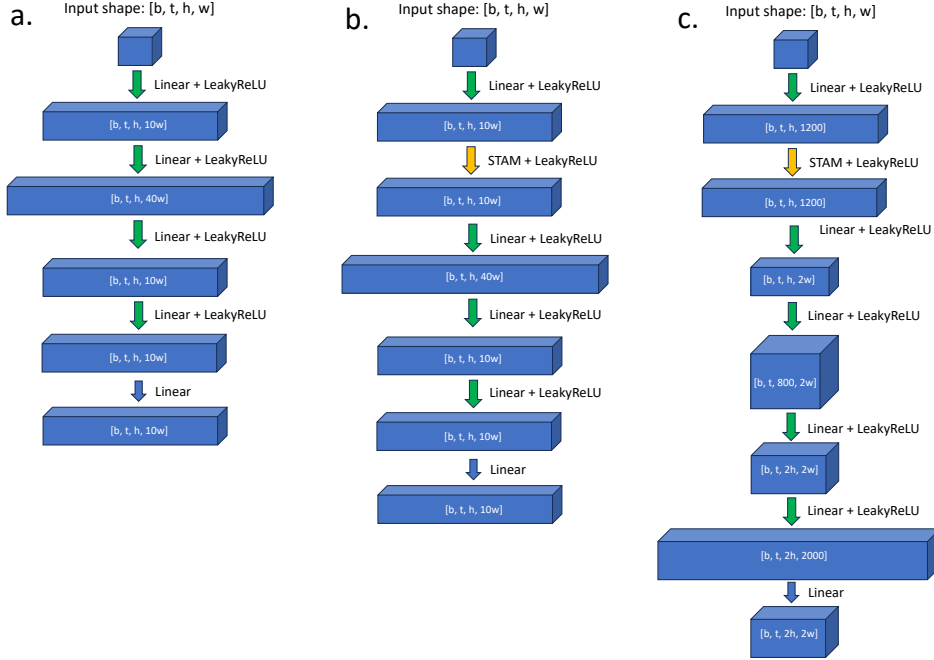 a.
Input shape: [b, t, h, w]
Linear + LeakyReLU
[b, t, h, 10w]
Linear + LeakyReLU
[b, t, h, 40w]
Linear + LeakyReLU
[b, t, h, 10w]
Linear + LeakyReLU
[b, t, h, 10w]
Linear
[b, t, h, 10w]
b.
Input shape: [b, t, h, w]
Linear + LeakyReLU
[b, t, h, 10w]
STAM + LeakyReLU
[b, t, h, 10w]
Linear + LeakyReLU
[b, t, h, 40w]
Linear + LeakyReLU
[b, t, h, 10w]
Linear + LeakyReLU
[b, t, h, 10w]
Linear
[b, t, h, 10w]
c.
Input shape: [b, t, h, w]
Linear + LeakyReLU
[b, t, h, 1200]
STAM + LeakyReLU
[b, t, h, 1200]
Linear + LeakyReLU
[b, t, h, 2w]
Linear + LeakyReLU
[b, t, 800, 2w]
Linear + LeakyReLU
[b, t, 2h, 2w]
Linear + LeakyReLU
[b, t, 2h, 2000]
Linear
[b, t, 2h, 2w]